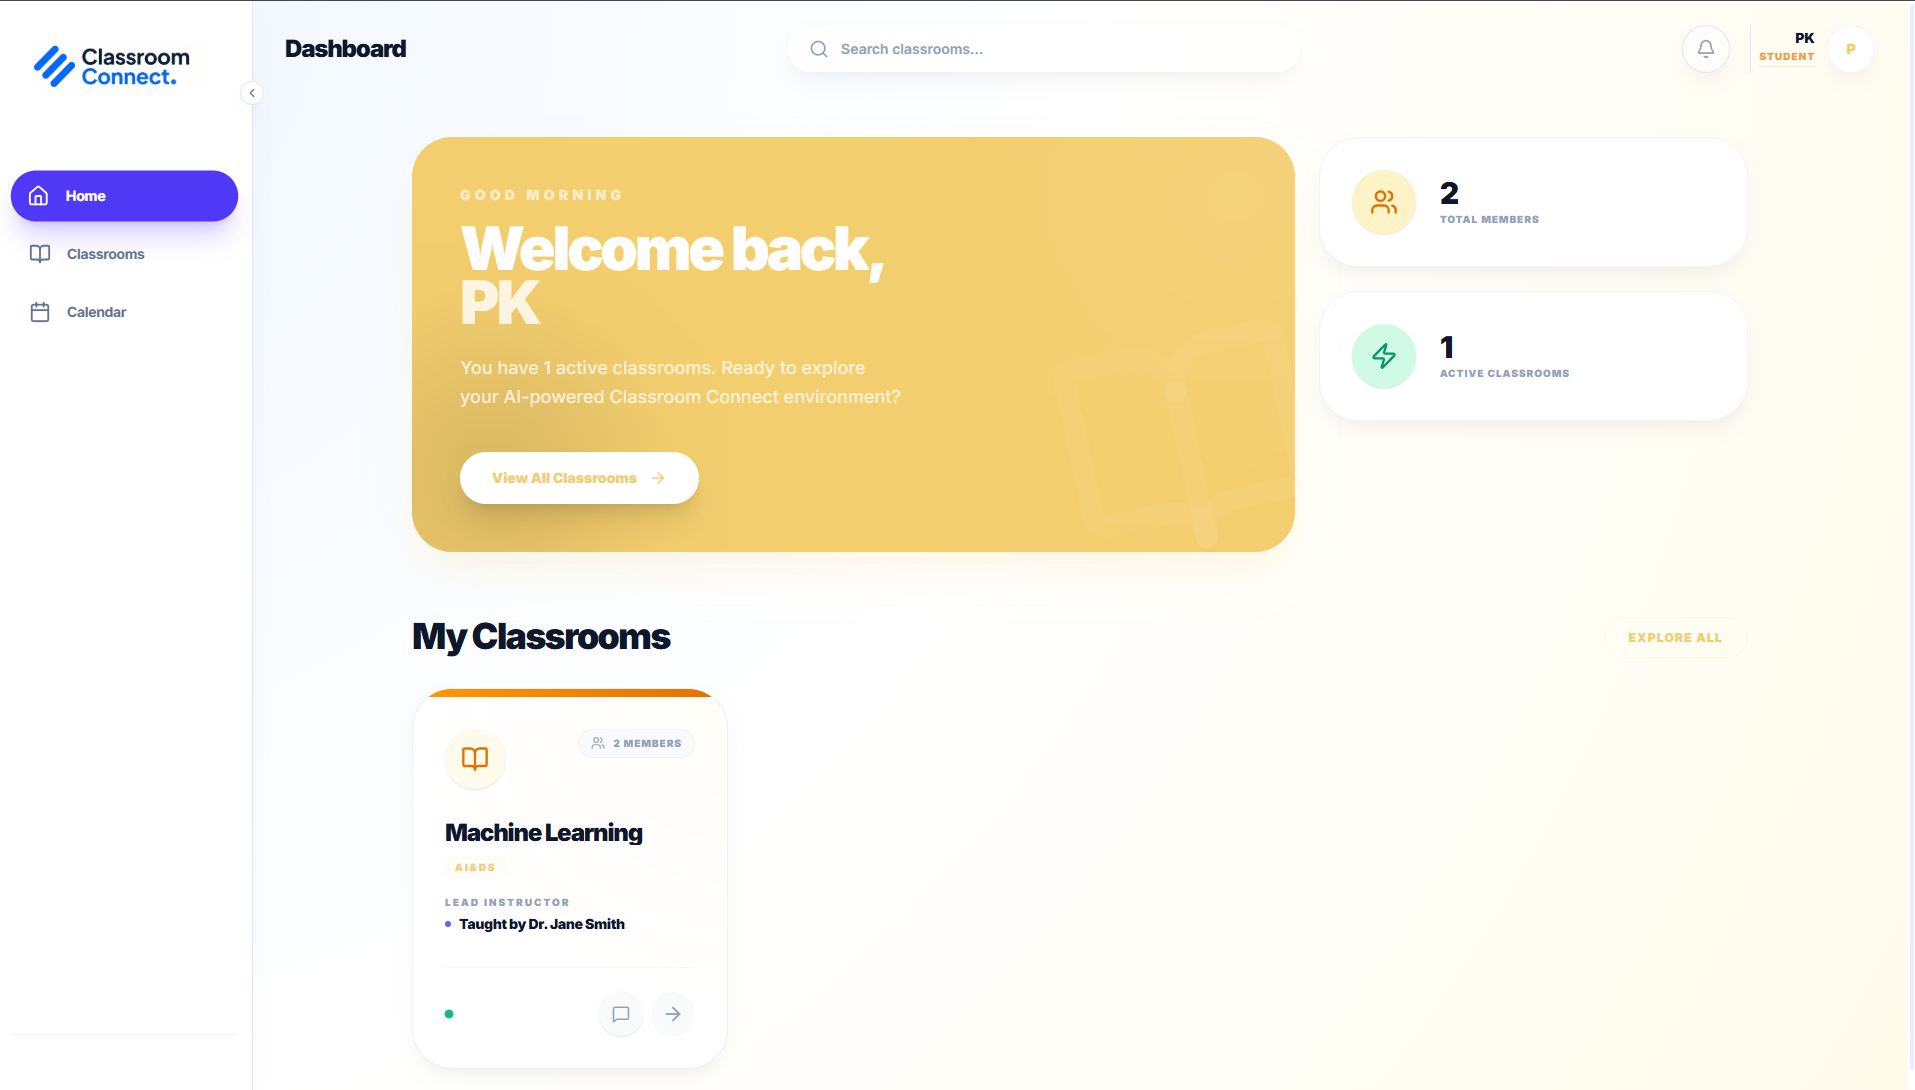 Classroom
Connect.
Home
Classrooms
Calendar
Dashboard
Search classrooms...
PK
STUDENT
P
GOOD MORNING
Welcome back,
PK
You have 1 active classrooms. Ready to explore
your AI-powered Classroom Connect environment?
View All Classrooms
2
TOTAL MEMBERS
1
ACTIVE CLASSROOMS
My Classrooms
EXPLORE ALL
2 MEMBERS
Machine Learning
AI&DS
LEAD INSTRUCTOR
Taught by Dr. Jane Smith